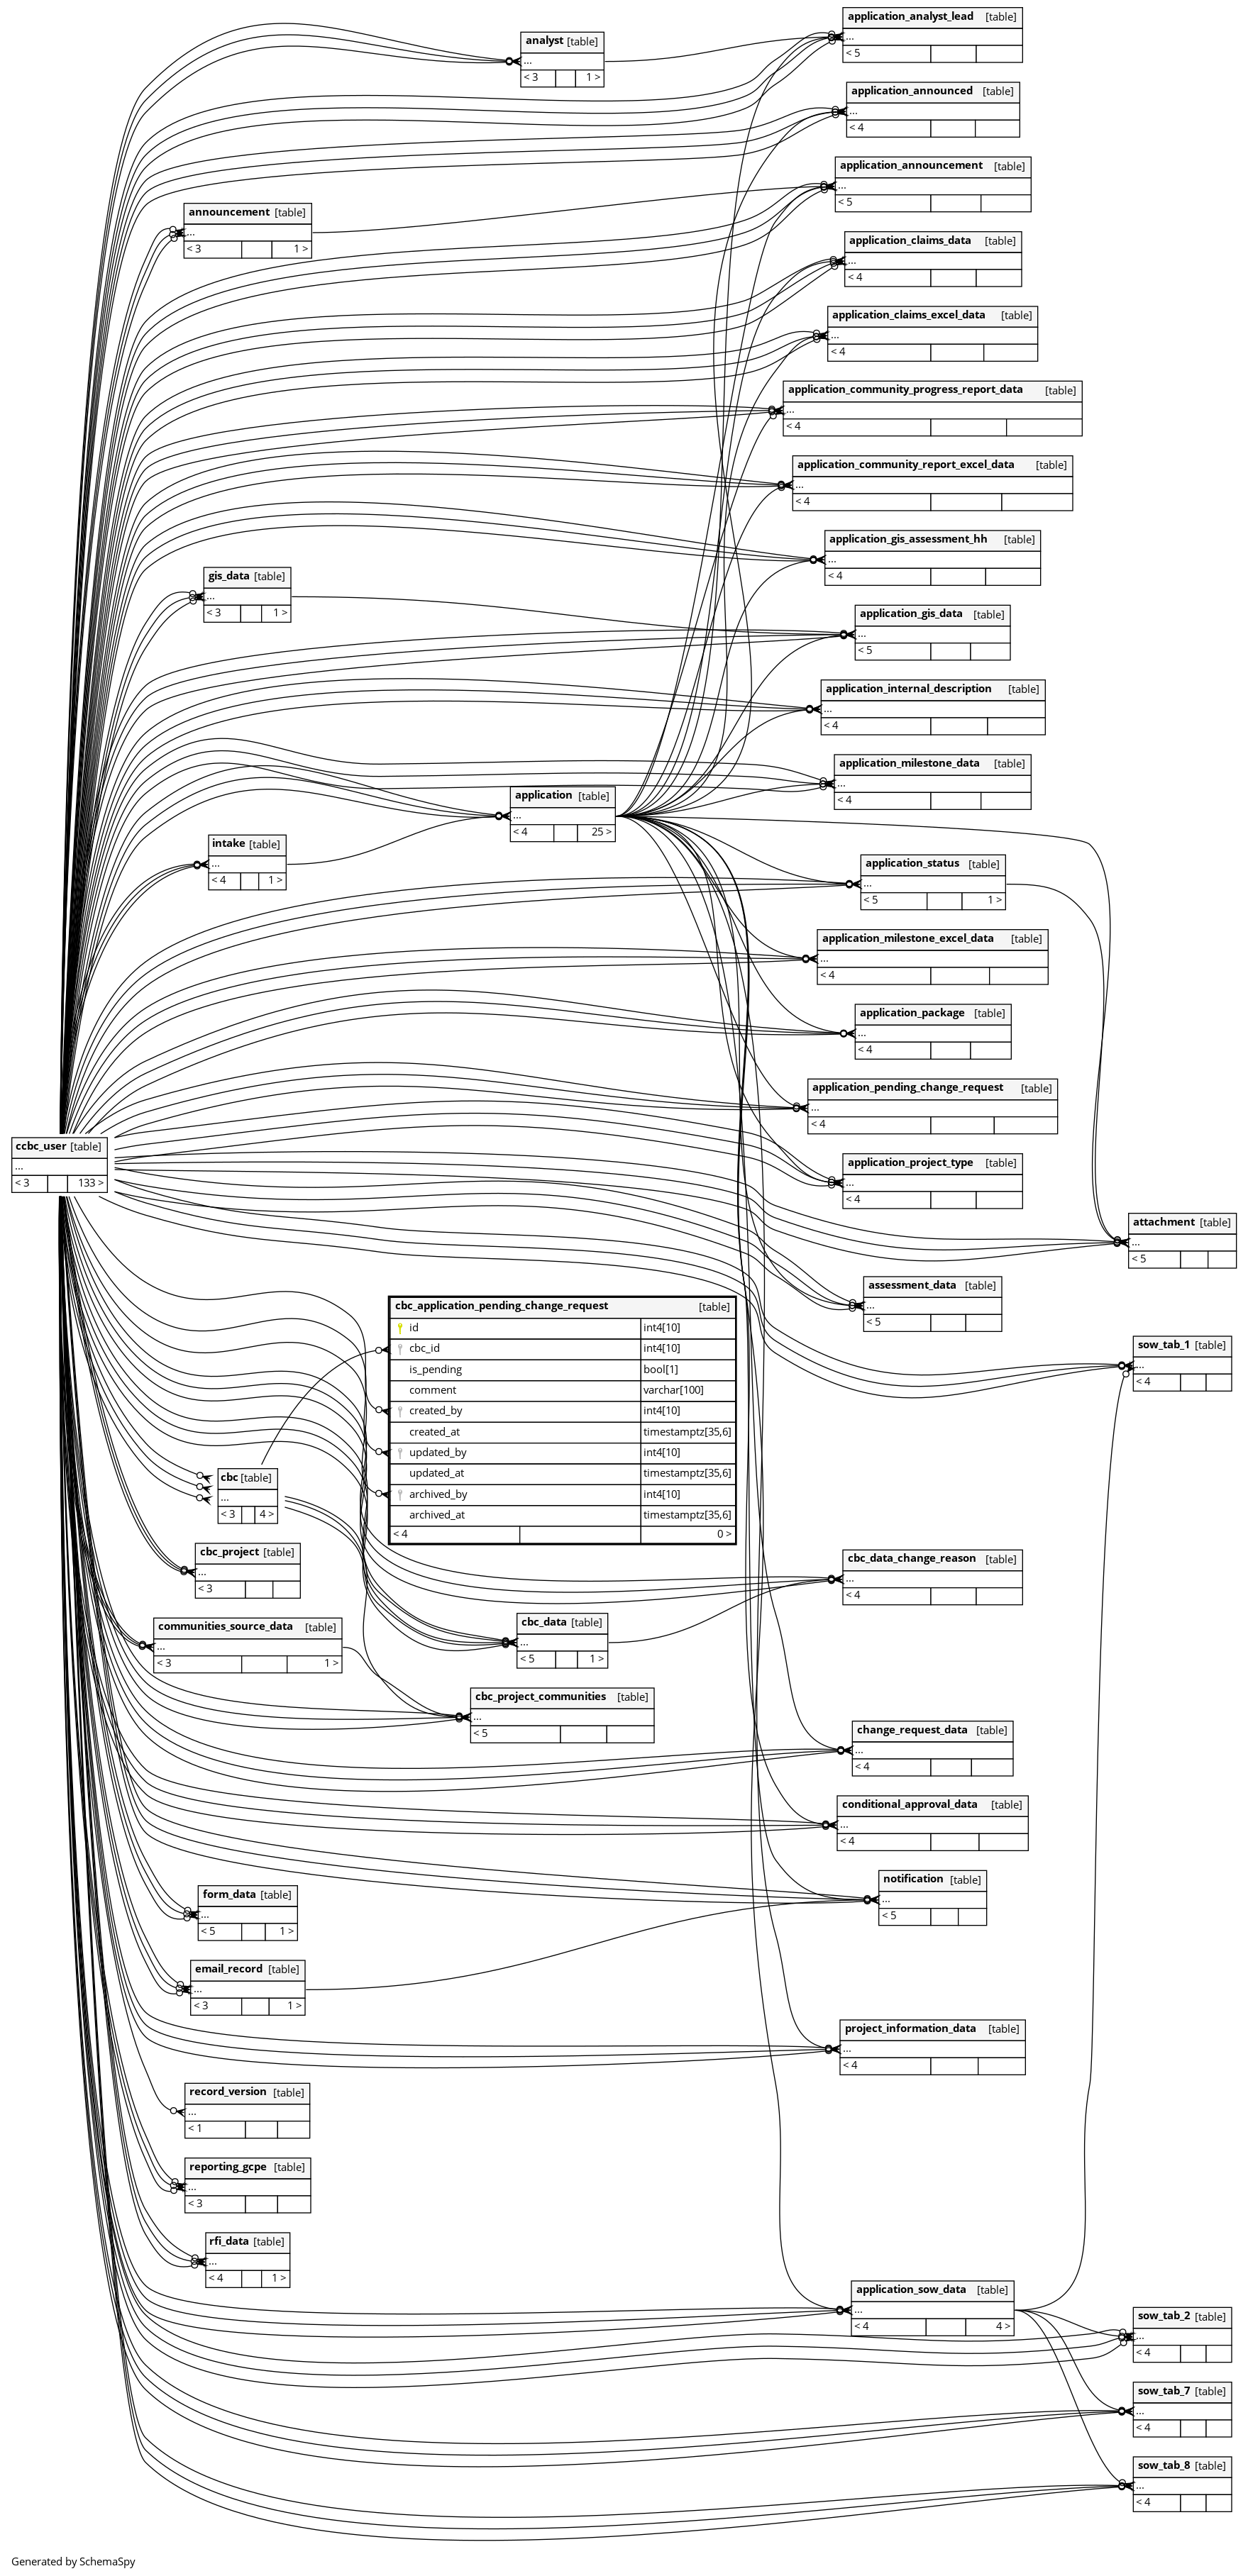 application_analyst_lead [table]
...
< 5
analyst [table]
...
< 3 1 >
application_announced [table]
...
< 4
application_announcement [table]
...
< 5
announcement [table]
...
< 3 1 >
application_claims_data [table]
...
< 4
application_claims_excel_data [table]
...
< 4
application_community_progress_report_data [table]
...
< 4
application_community_report_excel_data [table]
...
< 4
application_gis_assessment_hh [table]
...
< 4
gis_data [table]
...
< 3 1 >
application_gis_data [table]
...
< 5
application_internal_description [table]
...
< 4
application_milestone_data [table]
...
< 4
application [table]
...
< 4 25 >
intake [table]
...
< 4 1 >
application_status [table]
...
< 5 1 >
application_milestone_excel_data [table]
...
< 4
application_package [table]
...
< 4
application_pending_change_request [table]
...
< 4
ccbc_user [table]
...
< 3 133 >
application_project_type [table]
...
< 4
attachment [table]
...
< 5
assessment_data [table]
...
< 5
cbc_application_pending_change_request [table]
id int4[10]
cbc_id int4[10]
is_pending bool[1]
comment varchar[100]
created_by int4[10]
created_at timestamptz[35,6]
updated_by int4[10]
updated_at timestamptz[35,6]
archived_by int4[10]
archived_at timestamptz[35,6]
< 4 0 >
sow_tab_1 [table]
...
< 4
cbc [table]
...
< 3 4 >
cbc_project [table]
...
< 3
cbc_data_change_reason [table]
...
< 4
communities_source_data [table]
...
< 3 1 >
cbc_data [table]
...
< 5 1 >
cbc_project_communities [table]
...
< 5
change_request_data [table]
...
< 4
conditional_approval_data [table]
...
< 4
notification [table]
...
< 5
form_data [table]
...
< 5 1 >
email_record [table]
...
< 3 1 >
project_information_data [table]
...
< 4
record_version [table]
...
< 1
reporting_gcpe [table]
...
< 3
rfi_data [table]
...
< 4 1 >
application_sow_data [table]
...
< 4 4 >
sow_tab_2 [table]
...
< 4
sow_tab_7 [table]
...
< 4
sow_tab_8 [table]
...
< 4
Generated by SchemaSpy